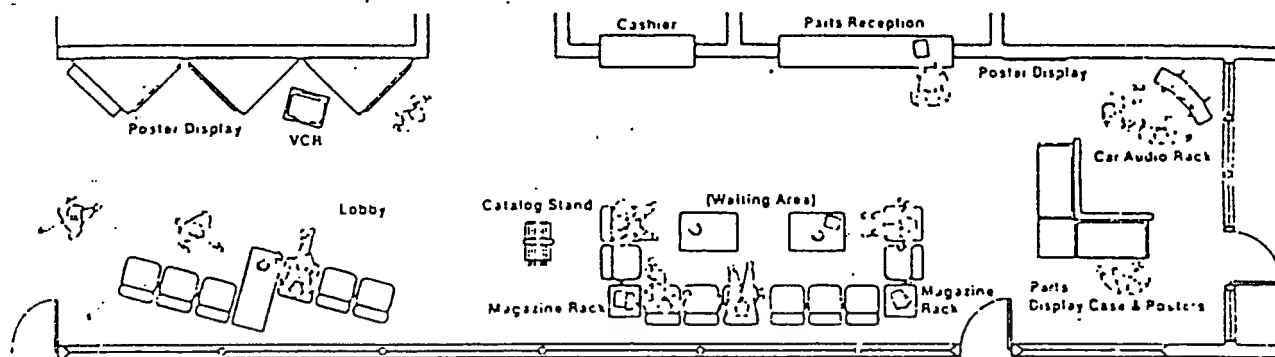 Cashier
Parts Reception
Poster Display
Poster Display
VCR
Car Audio Rack
Lobby
Catalog Stand
(Waiting Area)
Magazine Rack
Magazine
Rack
Parts
Display Case & Posters